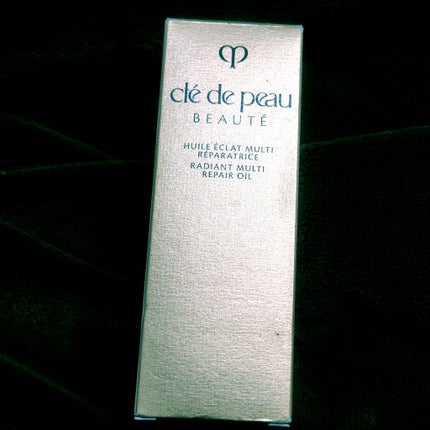 clé de peau
BEAUTÉ
HUILE ÉCLAT MULTI
RÉPARATRICE
RADIANT MULTI
REPAIR OIL